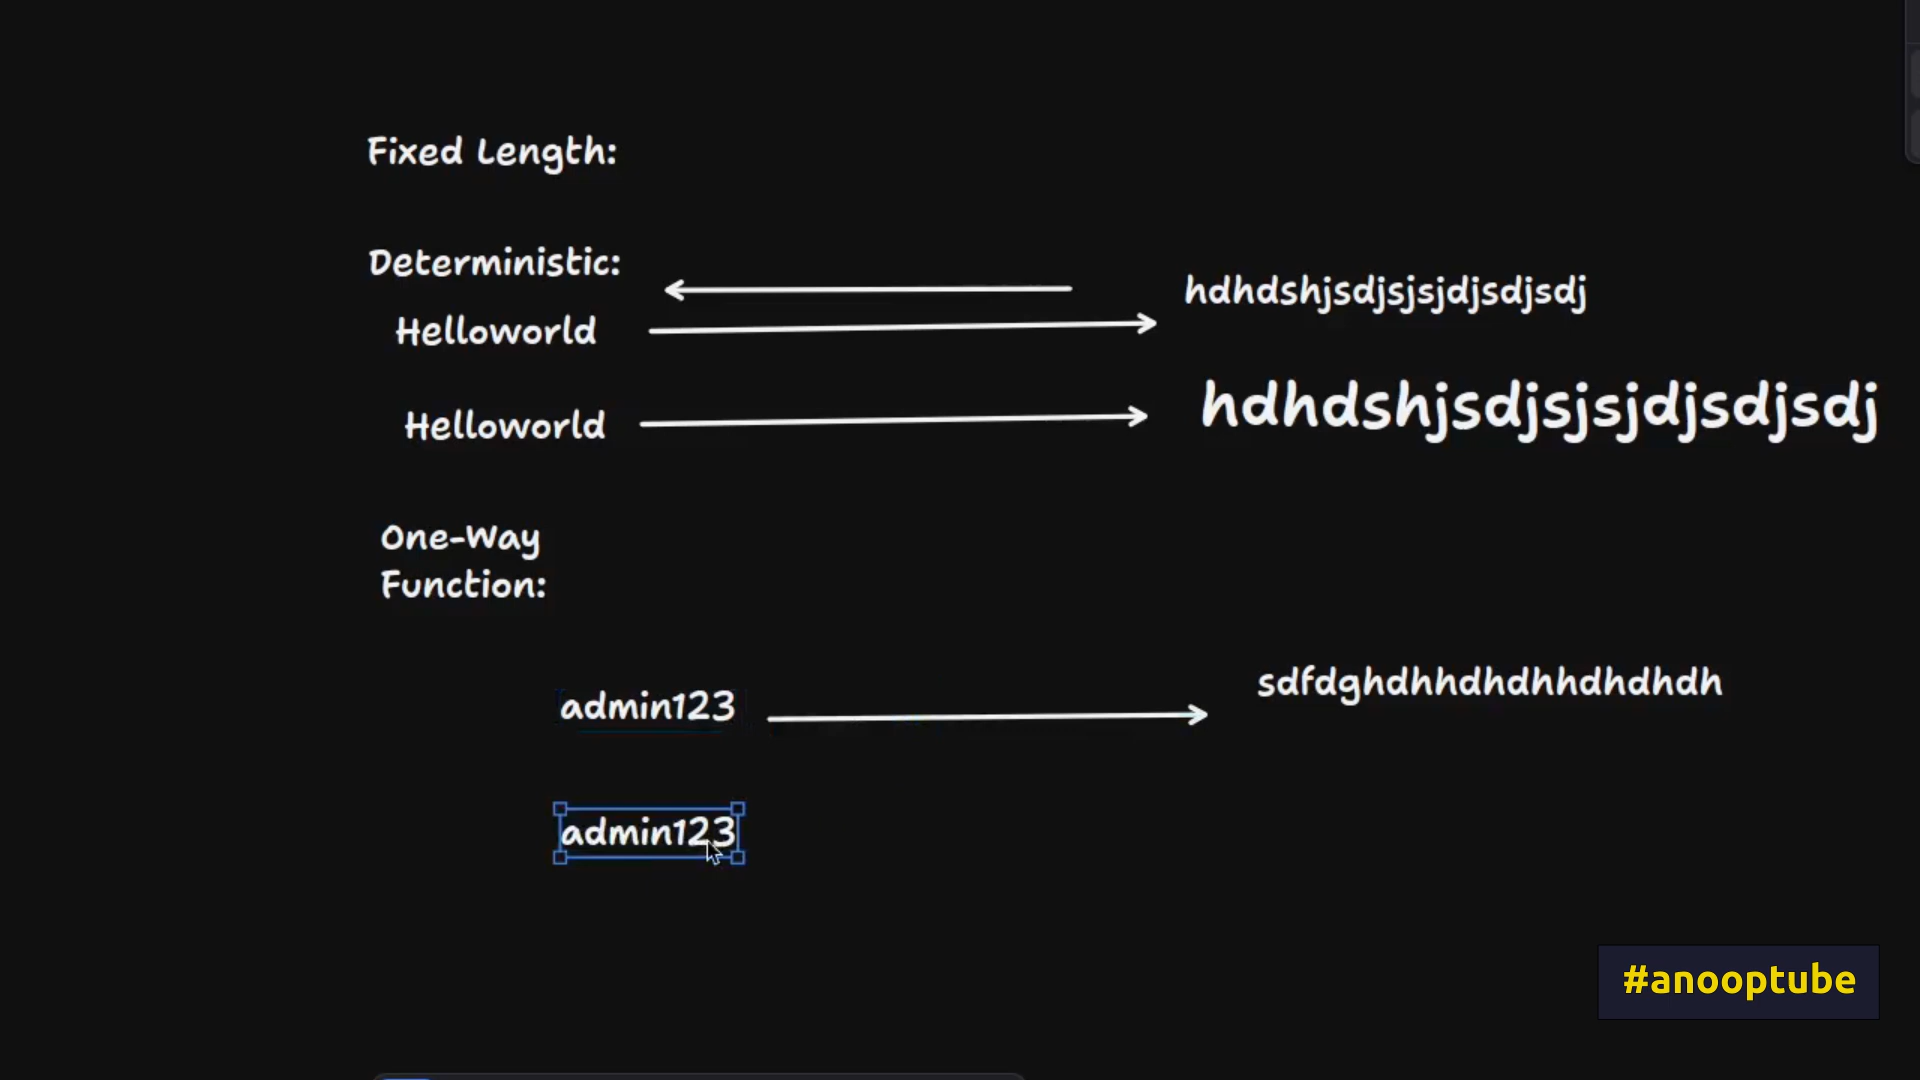 Fixed Length:
Deterministic:
hdhdshjsdjsjsjdjsdjsdj
Helloworld
Helloworld
hdhdshjsdjsjsjdjsdjsdj
One-Way
Function:
admin123
sdfdghdhhdhdhhdhdhdh
admin123
#anooptube